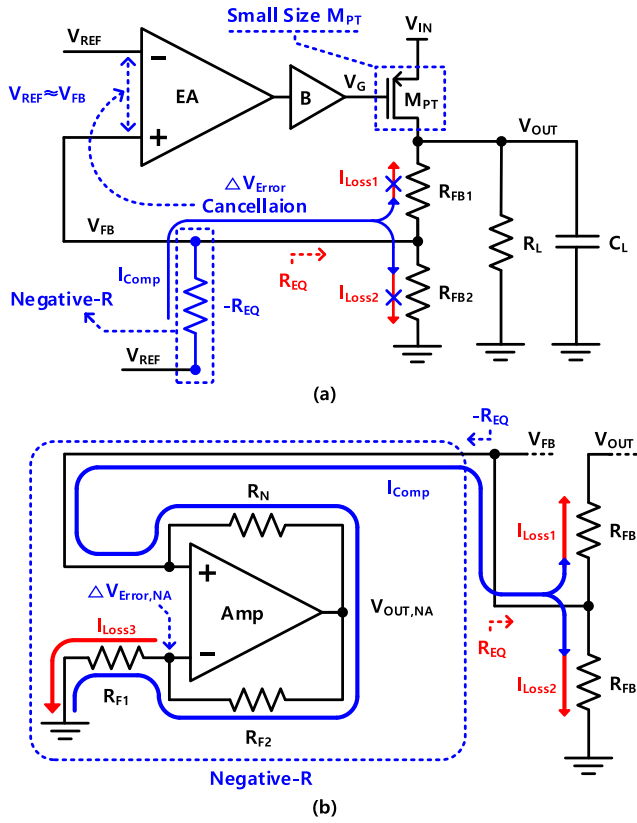 Small Size MPT
VIN
VREF
−
EA
B
VG
MPT
VREF≈VFB
+
VOUT
△VError
Cancellaion
ILoss1
RFB1
VFB
RL
CL
IComp
REQ
ILoss2
RFB2
Negative-R
-REQ
VREF
(a)
-REQ
VFB
VOUT
IComp
RN
ILoss1
RFB
+
△VError,NA
Amp
VOUT,NA
ILoss3
−
REQ
RF1
ILoss2
RFB
RF2
Negative-R
(b)